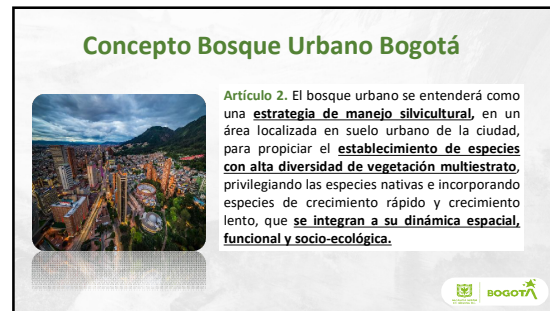 Concepto Bosque Urbano Bogotá
Artículo 2. El bosque urbano se entenderá como
una estrategia de manejo silvicultural, en un
área localizada en suelo urbano de la ciudad,
para propiciar el establecimiento de especies
con alta diversidad de vegetación multiestrato,
privilegiando las especies nativas e incorporando
especies de crecimiento rápido y crecimiento
lento, que se integran a su dinámica espacial,
funcional y socio-ecológica.
BOGOTÁ